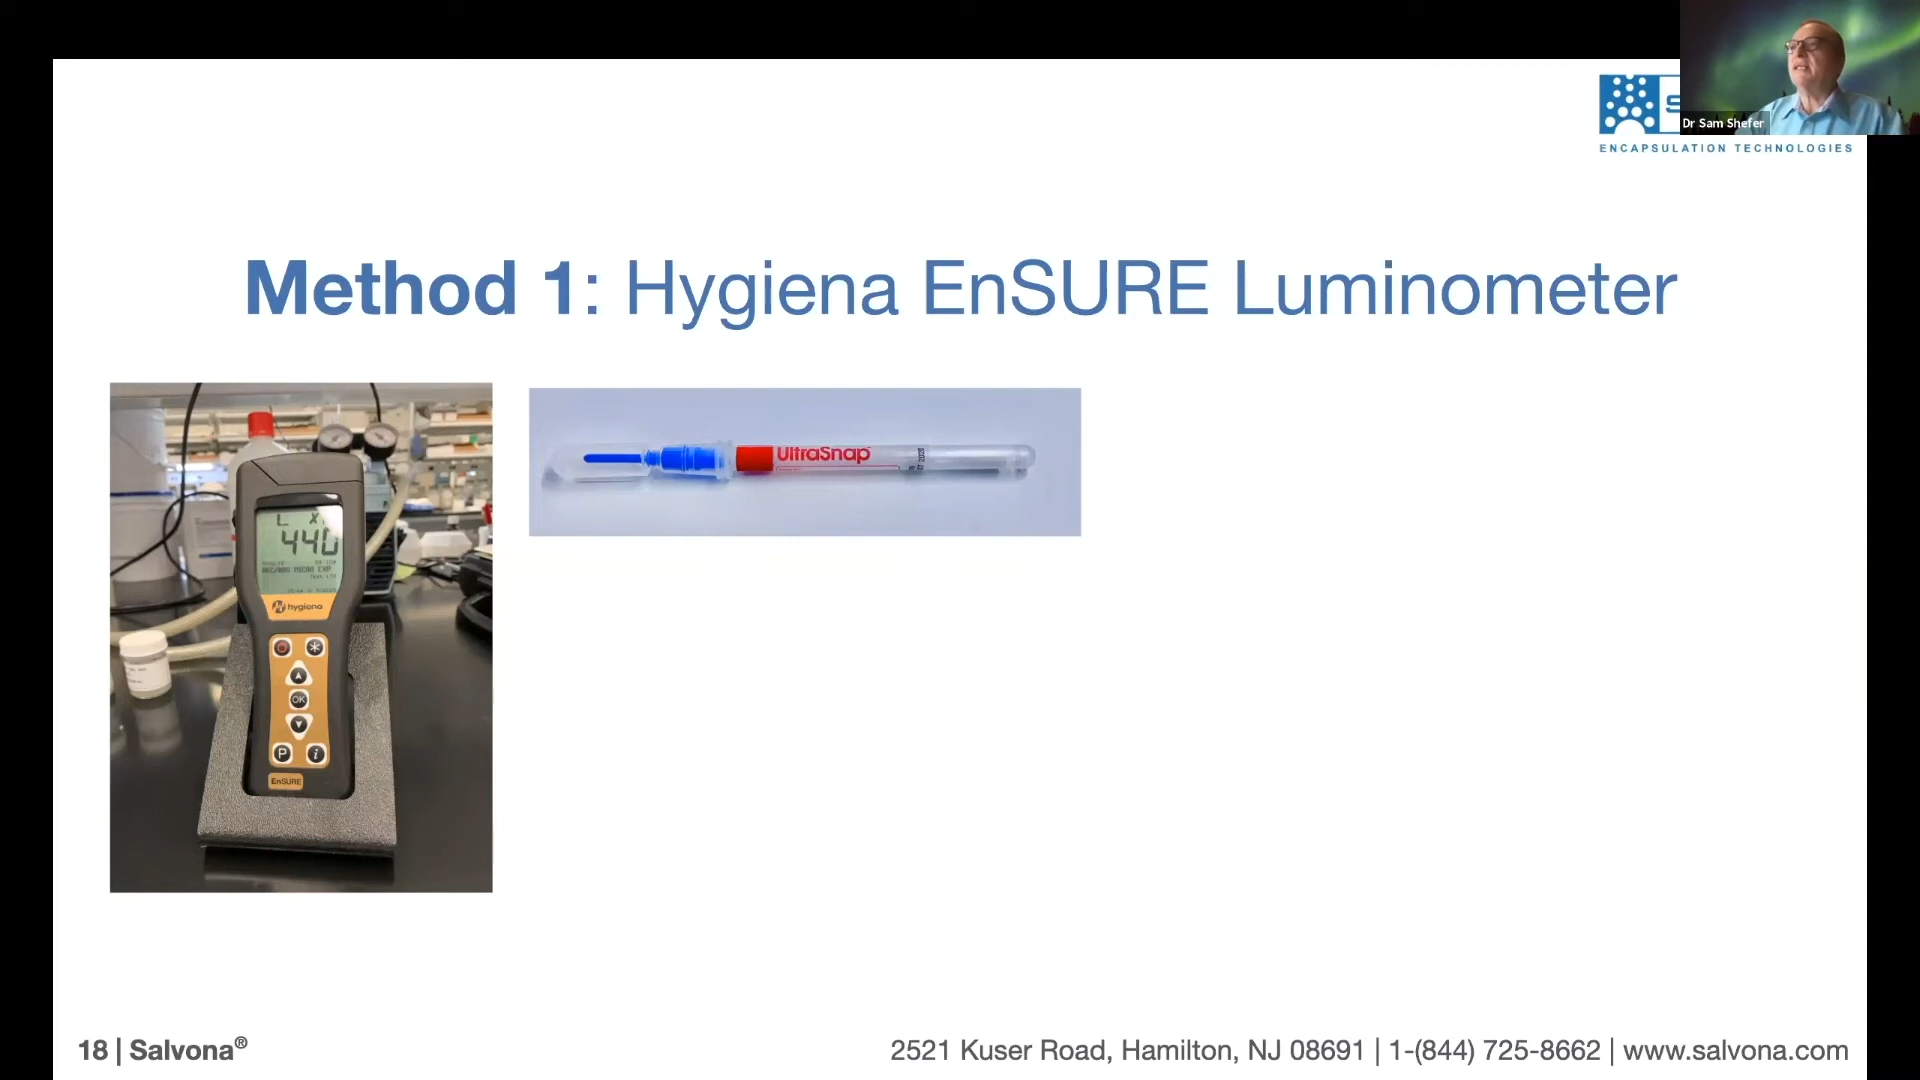 Dr Sam Shefer
ENCAPSULATION TECHNOLOGIES
Method 1: Hygiena EnSURE Luminometer
440
hygiena
OK
P i
EnSURE
UltraSnap
18 | Salvona®
2521 Kuser Road, Hamilton, NJ 08691 | 1-(844) 725-8662 | www.salvona.com